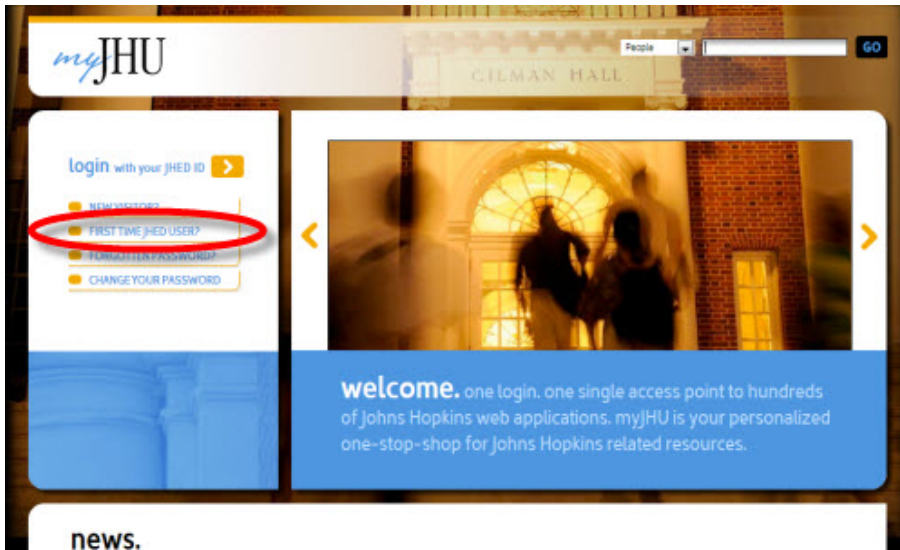 myJHU
People
GO
GILMAN HALL
login with your JHED ID
NEW VISITOR?
FIRST TIME JHED USER?
FORGOTTEN PASSWORD?
CHANGE YOUR PASSWORD
welcome. one login. one single access point to hundreds
of Johns Hopkins web applications. myJHU is your personalized
one-stop-shop for Johns Hopkins related resources.
news.